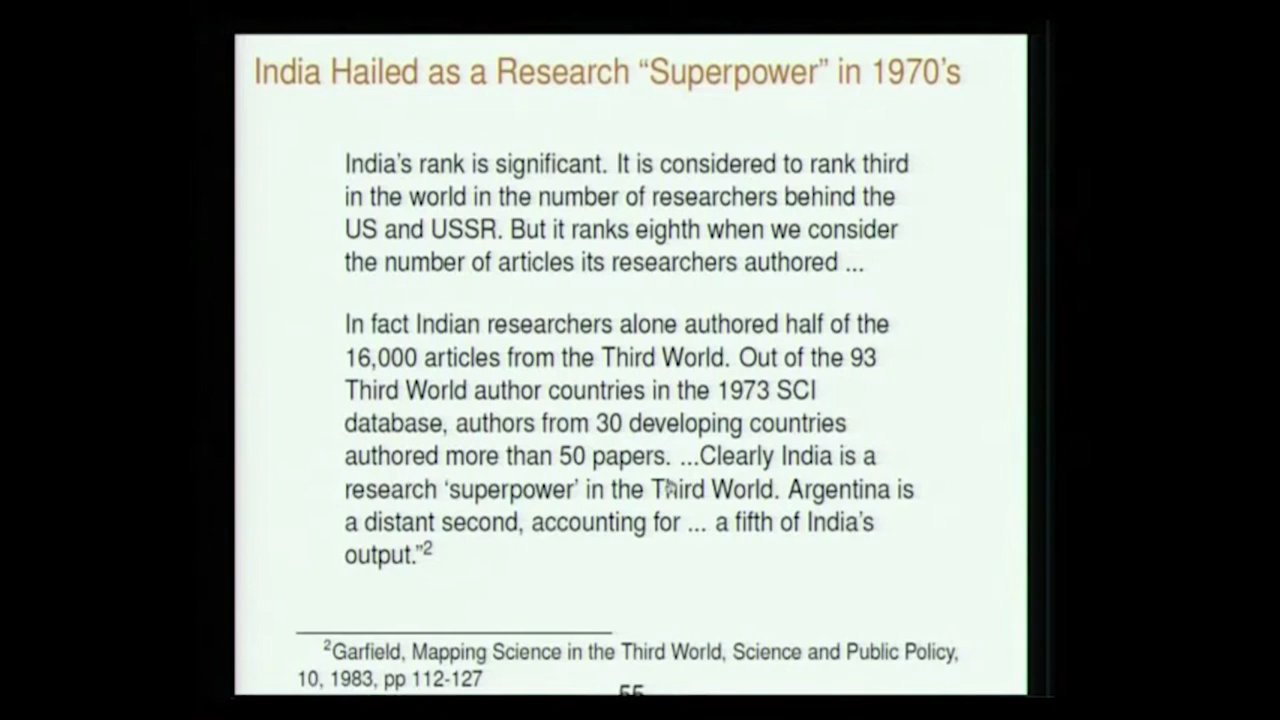 India Hailed as a Research “Superpower” in 1970’s
India’s rank is significant. It is considered to rank third
in the world in the number of researchers behind the
US and USSR. But it ranks eighth when we consider
the number of articles its researchers authored ...
In fact Indian researchers alone authored half of the
16,000 articles from the Third World. Out of the 93
Third World author countries in the 1973 SCI
database, authors from 30 developing countries
authored more than 50 papers. ...Clearly India is a
research ‘superpower’ in the Third World. Argentina is
a distant second, accounting for ... a fifth of India’s
output.”2
2Garfield, Mapping Science in the Third World, Science and Public Policy,
10, 1983, pp 112-127